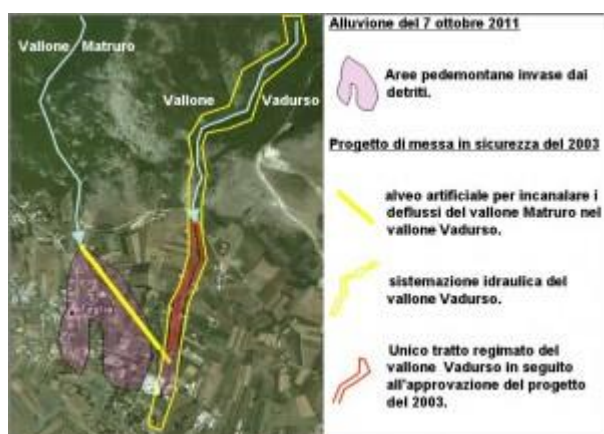 Vallone Matruro
Vallone Vadurso
Alluvione del 7 ottobre 2011
Aree pedemontane invase dai
detriti.
Progetto di messa in sicurezza del 2003
alveo artificiale per incanalare i
deflussi del vallone Matruro nel
vallone Vadurso.
sistemazione idraulica del
vallone Vadurso.
Unico tratto regimato del
vallone Vadurso in seguito
all'approvazione del progetto
del 2003.